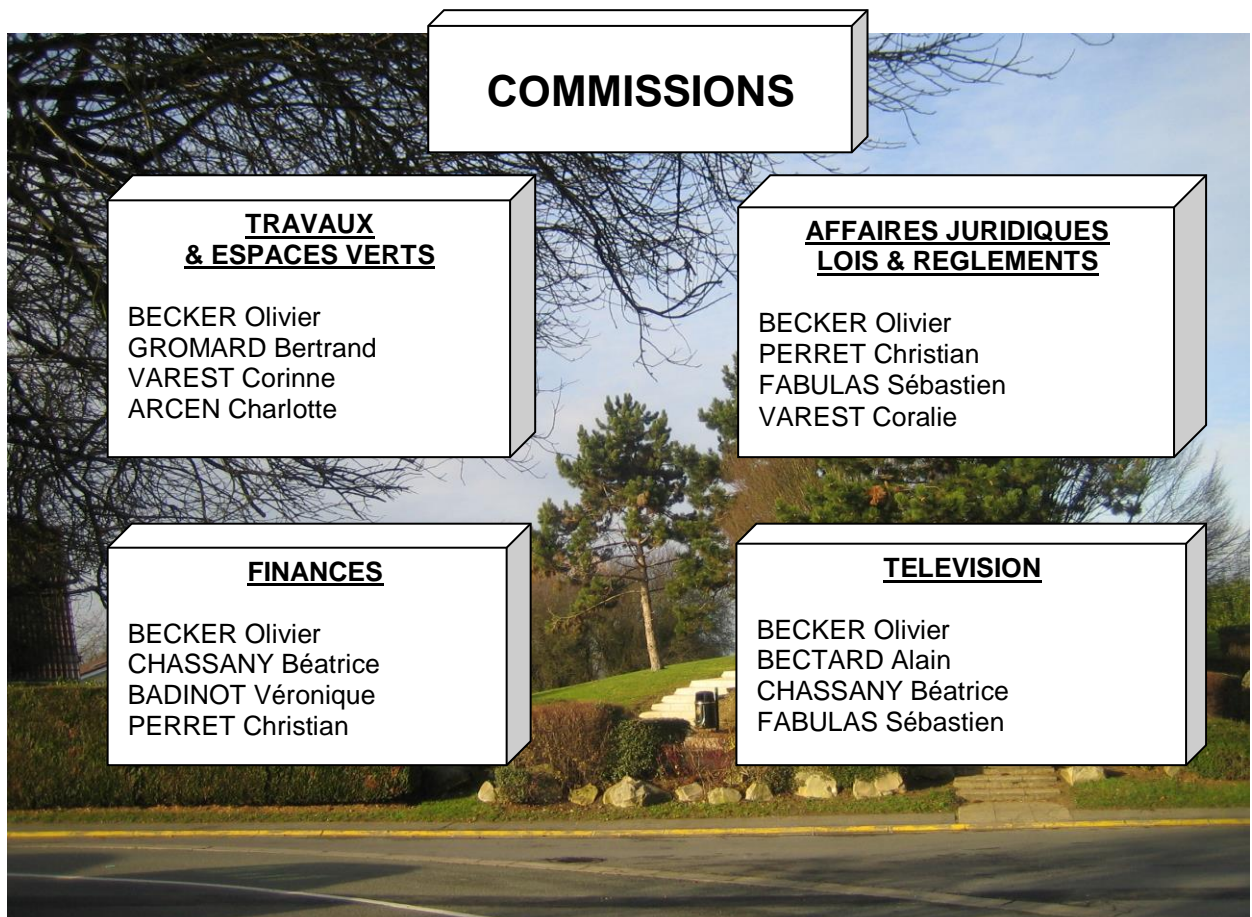 COMMISSIONS
TRAVAUX
& ESPACES VERTS
BECKER Olivier
GROMARD Bertrand
VAREST Corinne
ARCEN Charlotte
AFFAIRES JURIDIQUES
LOIS & REGLEMENTS
BECKER Olivier
PERRET Christian
FABULAS Sébastien
VAREST Coralie
FINANCES
BECKER Olivier
CHASSANY Béatrice
BADINOT Véronique
PERRET Christian
TELEVISION
BECKER Olivier
BECTARD Alain
CHASSANY Béatrice
FABULAS Sébastien